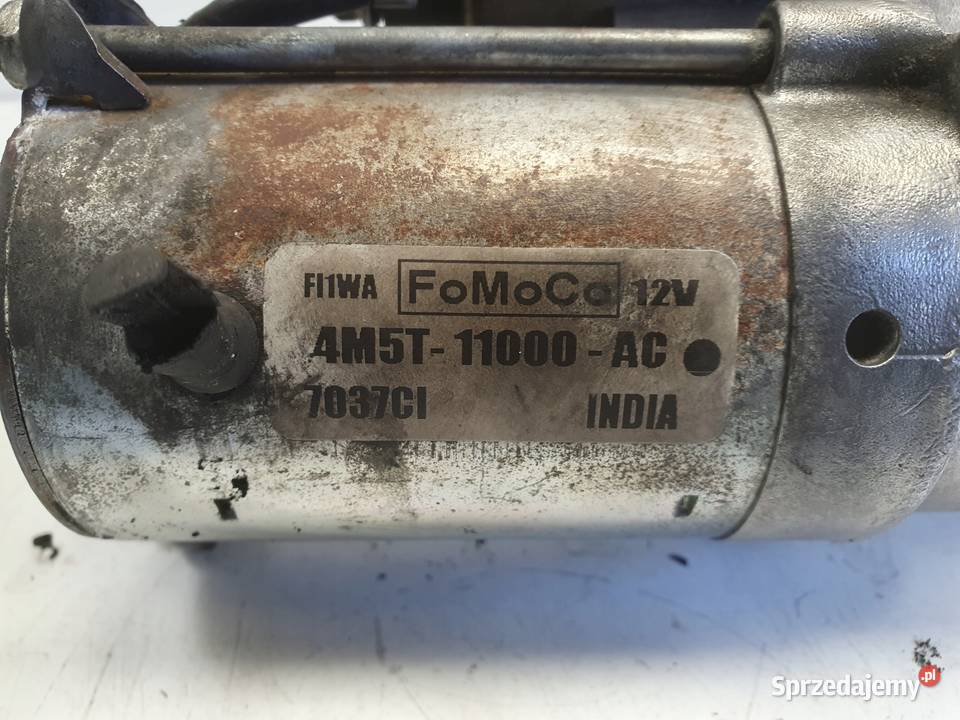 FI1WA FoMoCo 12V
4M5T-11000-AC
7037CI INDIA
Sprzedajemy.pl